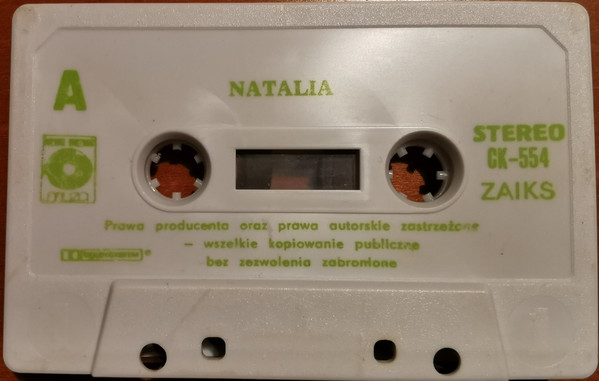 A
NATALIA
STEREO
CK-554
ZAIKS
Prawa producenta oraz prawa autorskie zastrzeżone
– wszelkie kopiowanie publiczne
bez zezwolenia zabronione